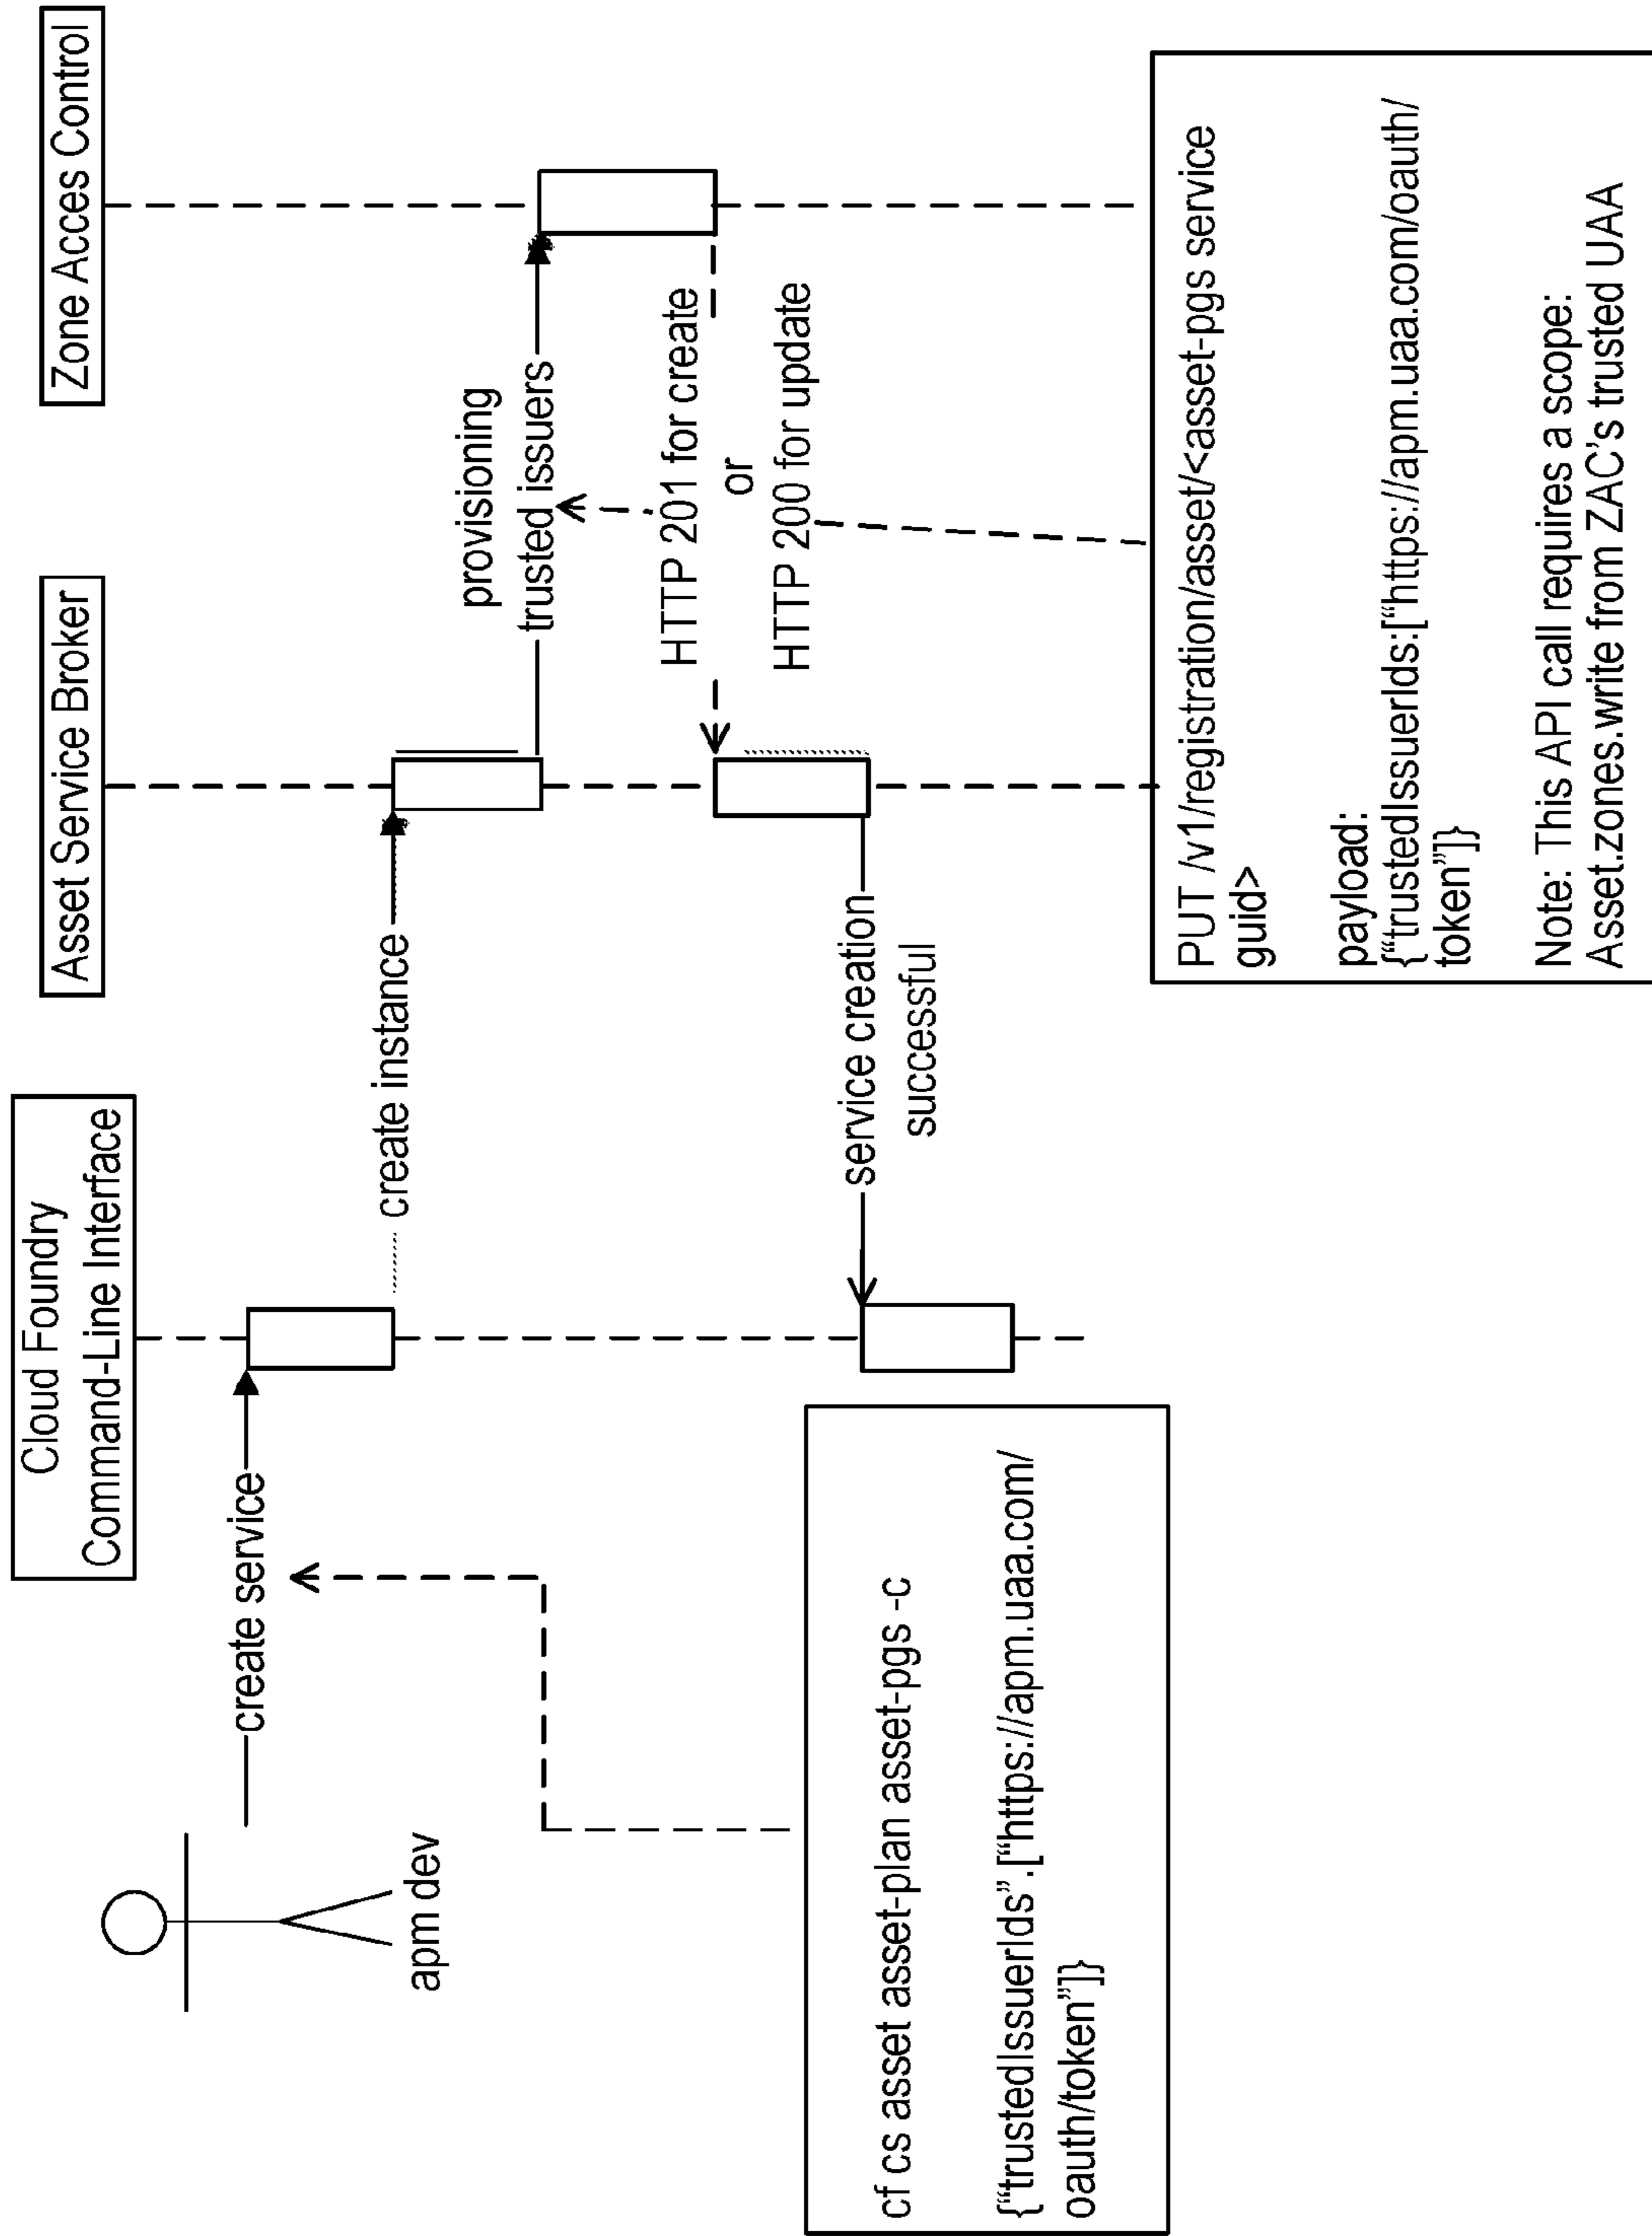 Cloud Foundry
Command-Line Interface
Asset Service Broker
Zone Acces Control
apm dev
create service
create instance
provisioning
trusted issuers
HTTP 201 for create
or
HTTP 200 for update
service creation
successful
cf cs asset asset-plan asset-pgs -c
{“trustedIssuerIds”.[“https://apm.uaa.com/
oauth/token”]}
PUT /v1/registration/asset/<asset-pgs service
guid>
payload:
{“trustedIssuerIds:[“https://apm.uaa.com/oauth/
token”]}
Note: This API call requires a scope:
Asset.zones.write from ZAC’s trusted UAA